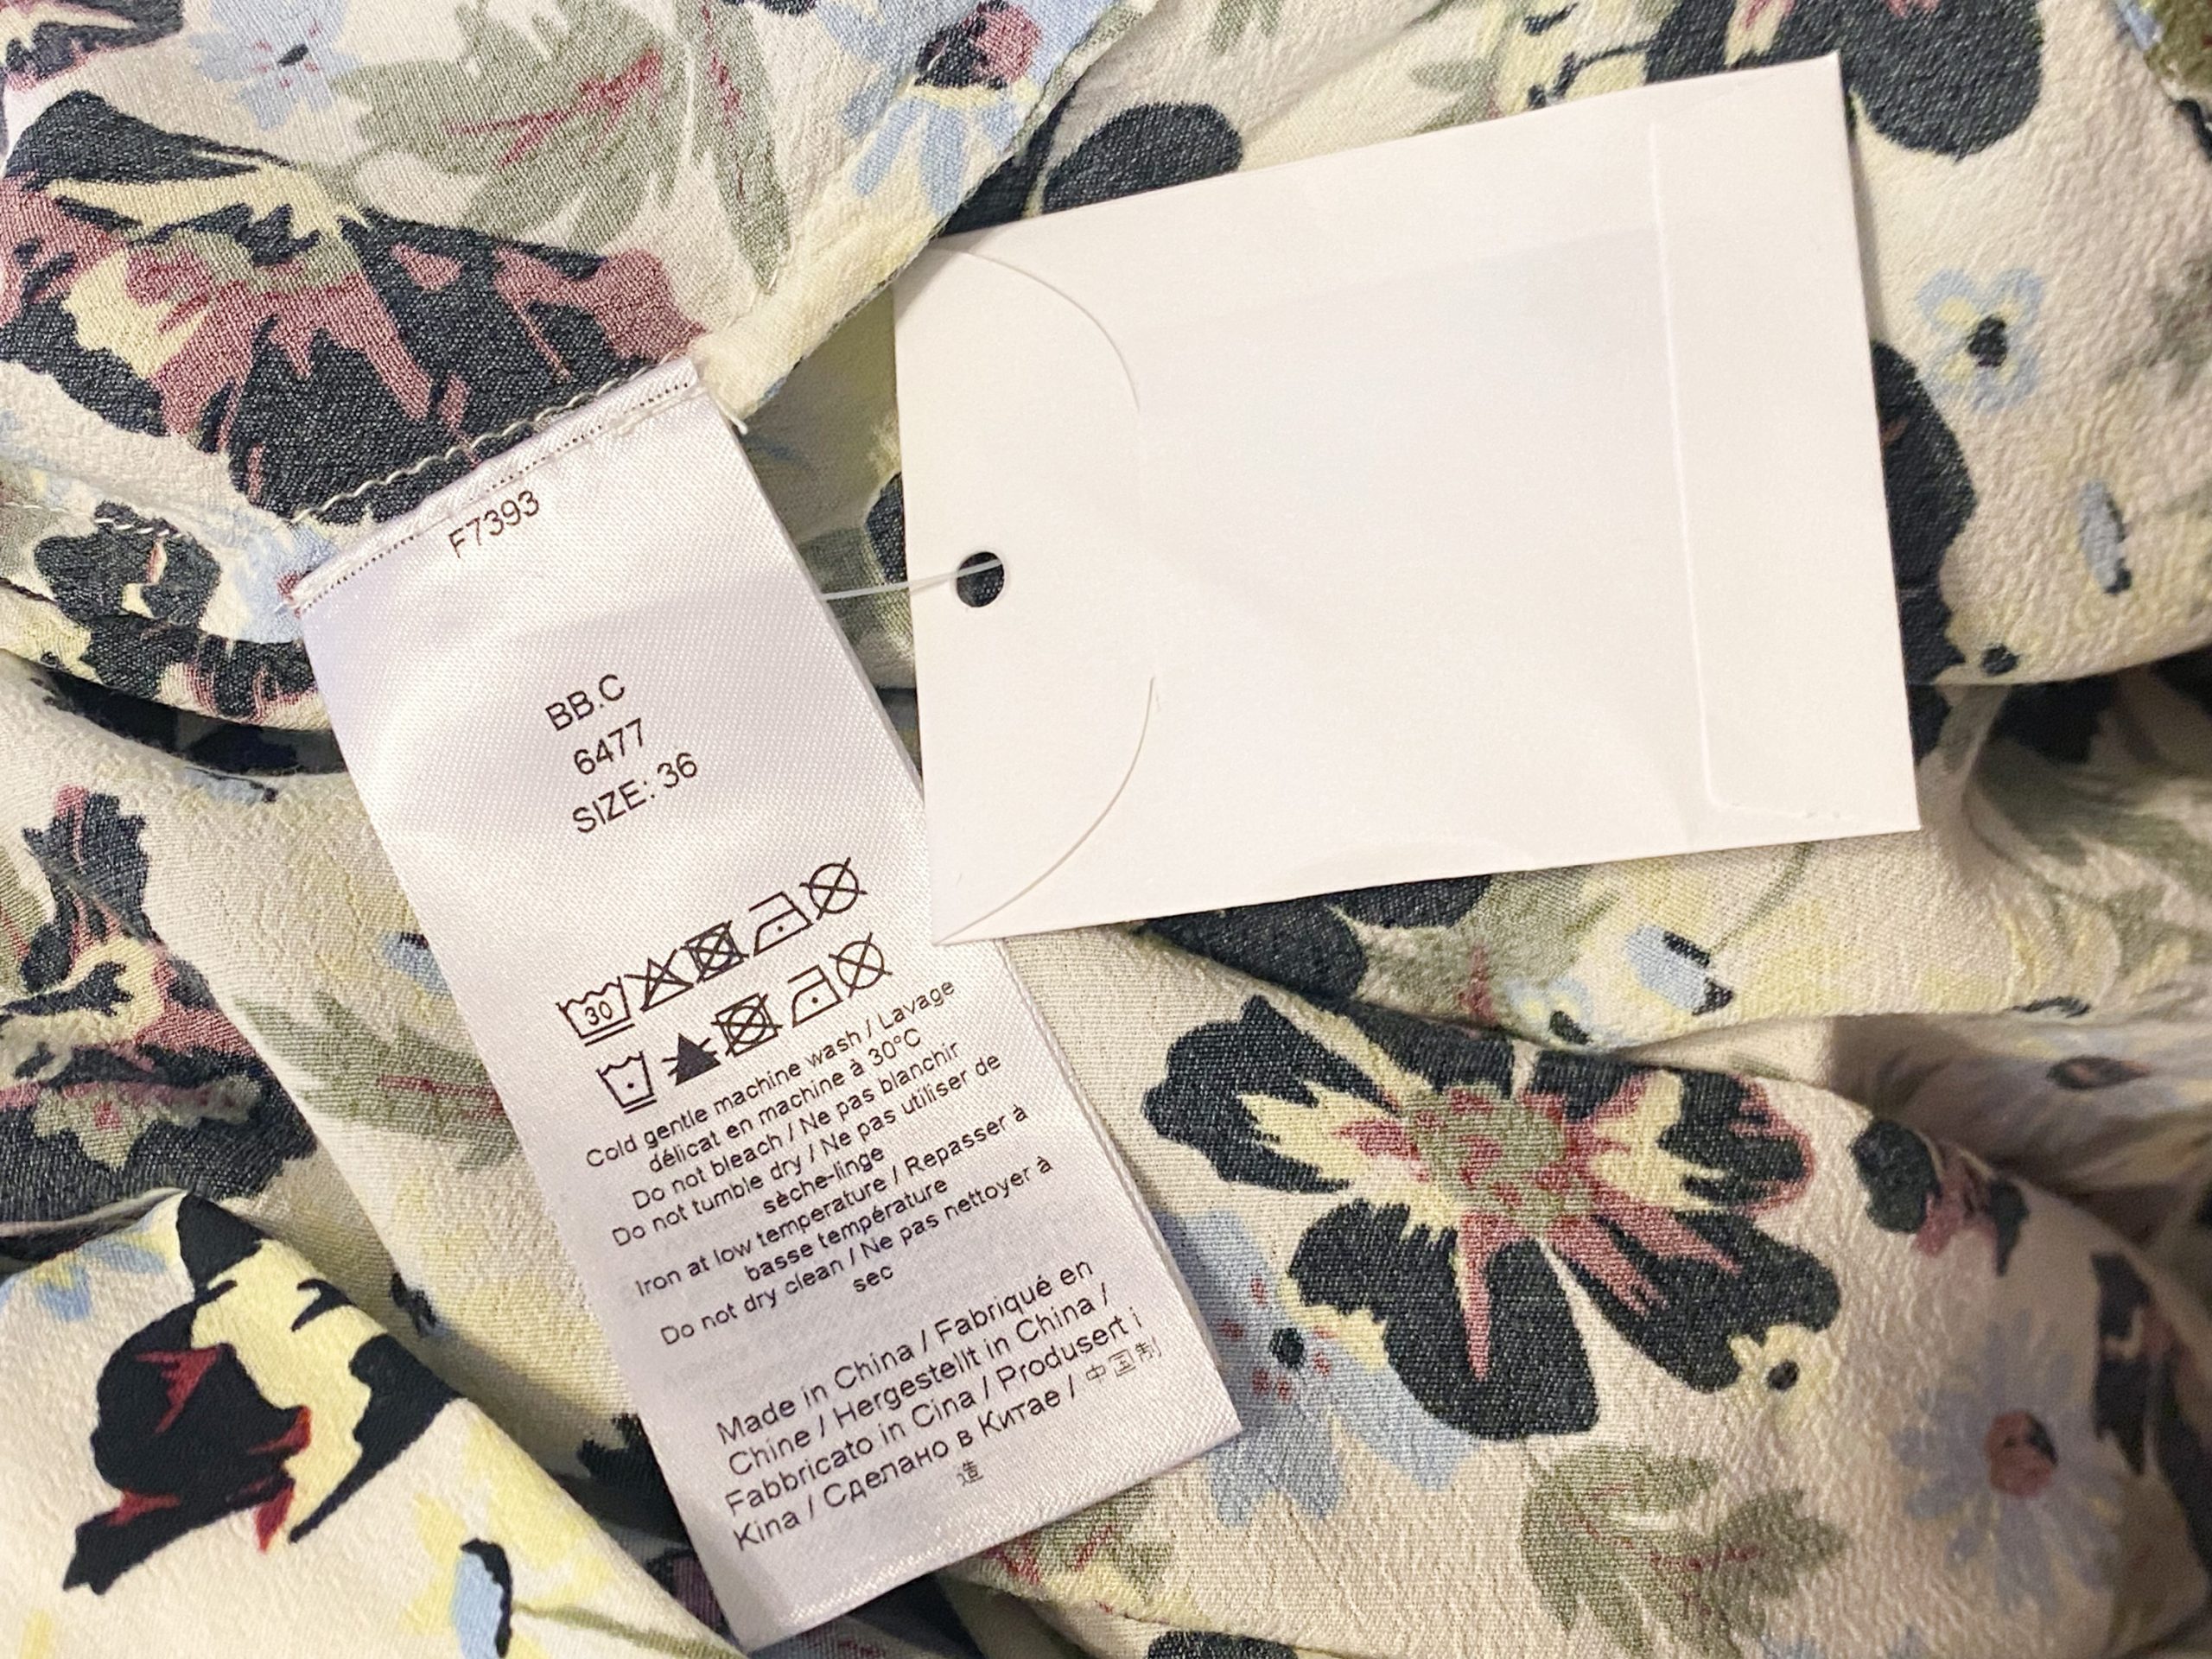 F7393
BB.C
6477
SIZE: 36
30
Cold gentle machine wash / Lavage
délicat en machine à 30°C
Do not bleach / Ne pas blanchir
Do not tumble dry / Ne pas utiliser de
sèche-linge
Iron at low temperature / Repasser à
basse température
Do not dry clean / Ne pas nettoyer à
sec
Made in China / Fabriqué en
Chine / Hergestellt in China /
Fabbricato in Cina / Produsert i
Kina / Сделано в Китае / 中国制
造